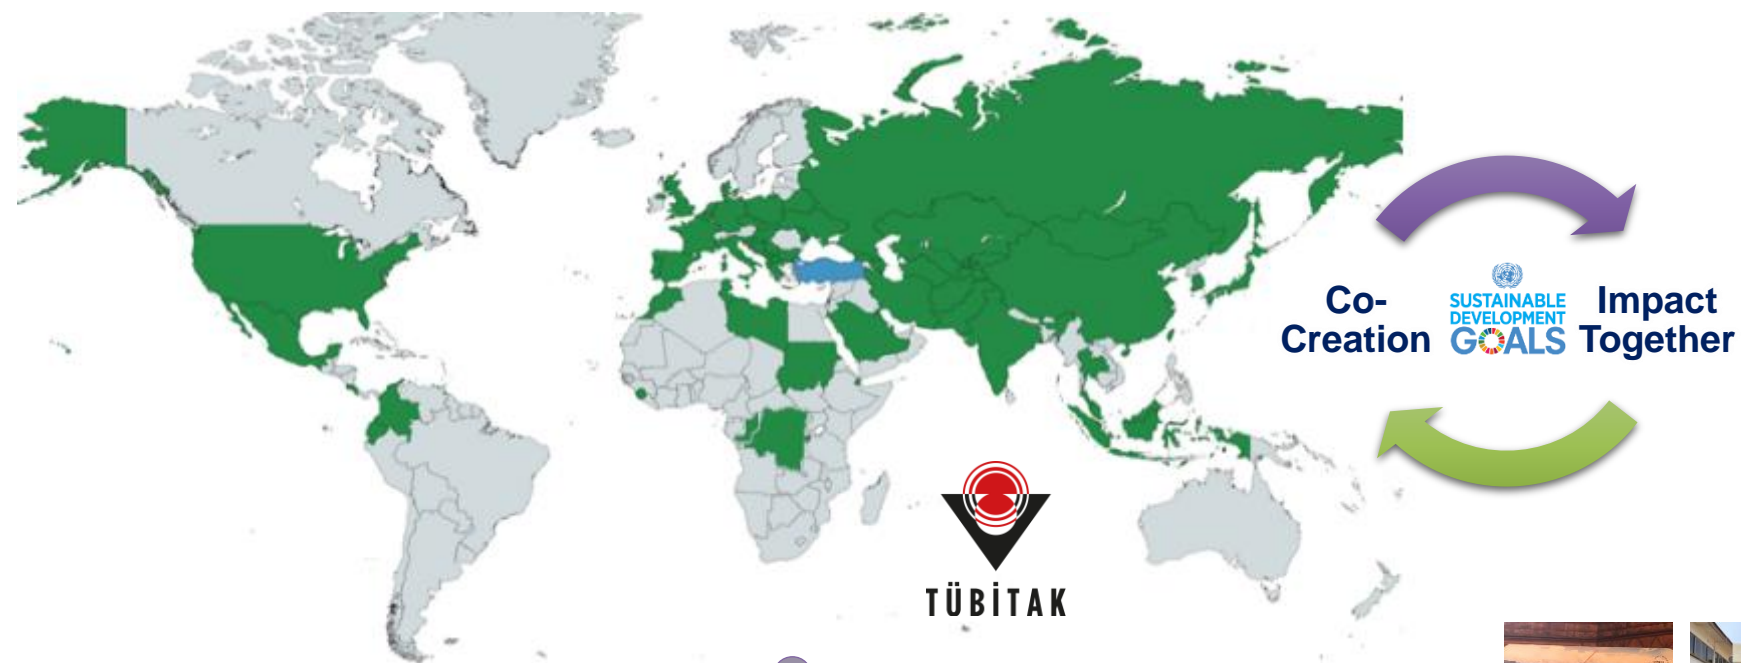 Co-
Creation
SUSTAINABLE
DEVELOPMENT
GOALS
Impact
Together
TÜBİTAK